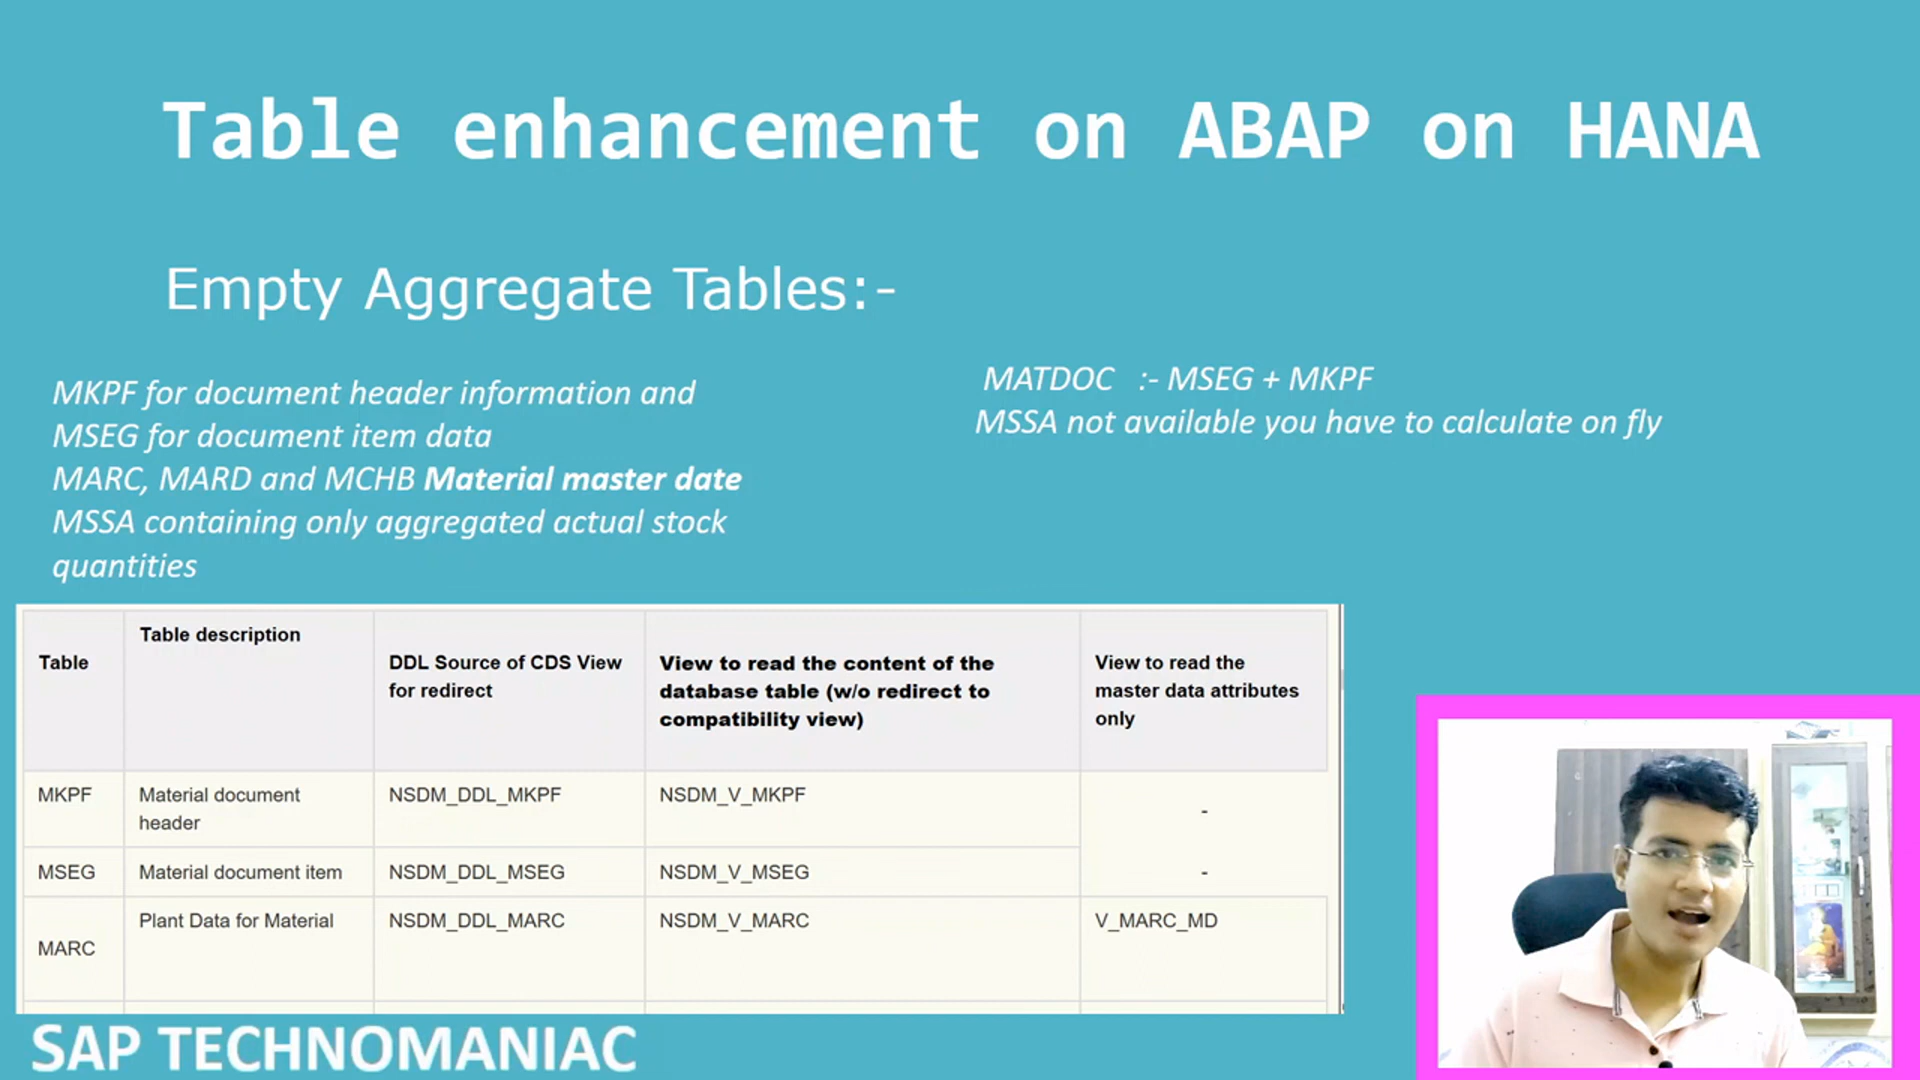 Table enhancement on ABAP on HANA
Empty Aggregate Tables:-
MKPF for document header information and
MSEG for document item data
MARC, MARD and MCHB Material master date
MSSA containing only aggregated actual stock
quantities
MATDOC :- MSEG + MKPF
MSSA not available you have to calculate on fly
Table
Table description
DDL Source of CDS View
for redirect
View to read the content of the
database table (w/o redirect to
compatibility view)
View to read the
master data attributes
only
MKPF
Material document
header
NSDM_DDL_MKPF
NSDM_V_MKPF
-
MSEG
Material document item
NSDM_DDL_MSEG
NSDM_V_MSEG
-
MARC
Plant Data for Material
NSDM_DDL_MARC
NSDM_V_MARC
V_MARC_MD
SAP TECHNOMANIAC